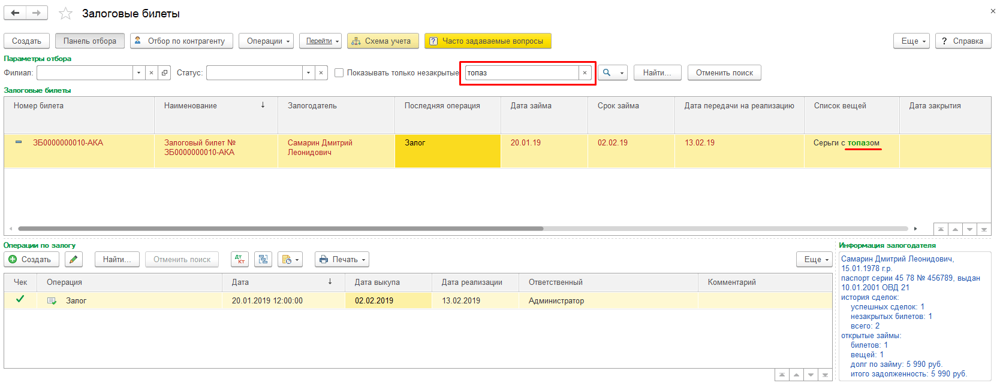 Залоговые билеты
Создать Панель отбора Отбор по контрагенту Операции Перейти Схема учета ? Часто задаваемые вопросы Еще ? Справка
Параметры отбора
Филиал: Статус: Показывать только незакрытые топаз Найти... Отменить поиск
Залоговые билеты
Номер билета Наименование Залогодатель Последняя операция Дата займа Срок займа Дата передачи на реализацию Список вещей Дата закрытия
ЗБ0000000010-АКА Залоговый билет № Самарин Дмитрий Залог 20.01.19 02.02.19 13.02.19 Серьги с топазом
ЗБ0000000010-АКА Леонидович
Операции по залогу
Создать Найти... Отменить поиск Дт Кт Печать Еще
Чек Операция Дата Дата выкупа Дата реализации Ответственный Комментарий
Залог 20.01.2019 12:00:00 02.02.2019 13.02.2019 Администратор
Информация залогодателя
Самарин Дмитрий Леонидович,
15.01.1978 г.р.
паспорт серии 45 78 № 456789, выдан
10.01.2001 ОВД 21
история сделок:
успешных сделок: 1
незакрытых билетов: 1
всего: 2
открытые займы:
билетов: 1
вещей: 1
долг по займу: 5 990 руб.
итого задолженность: 5 990 руб.